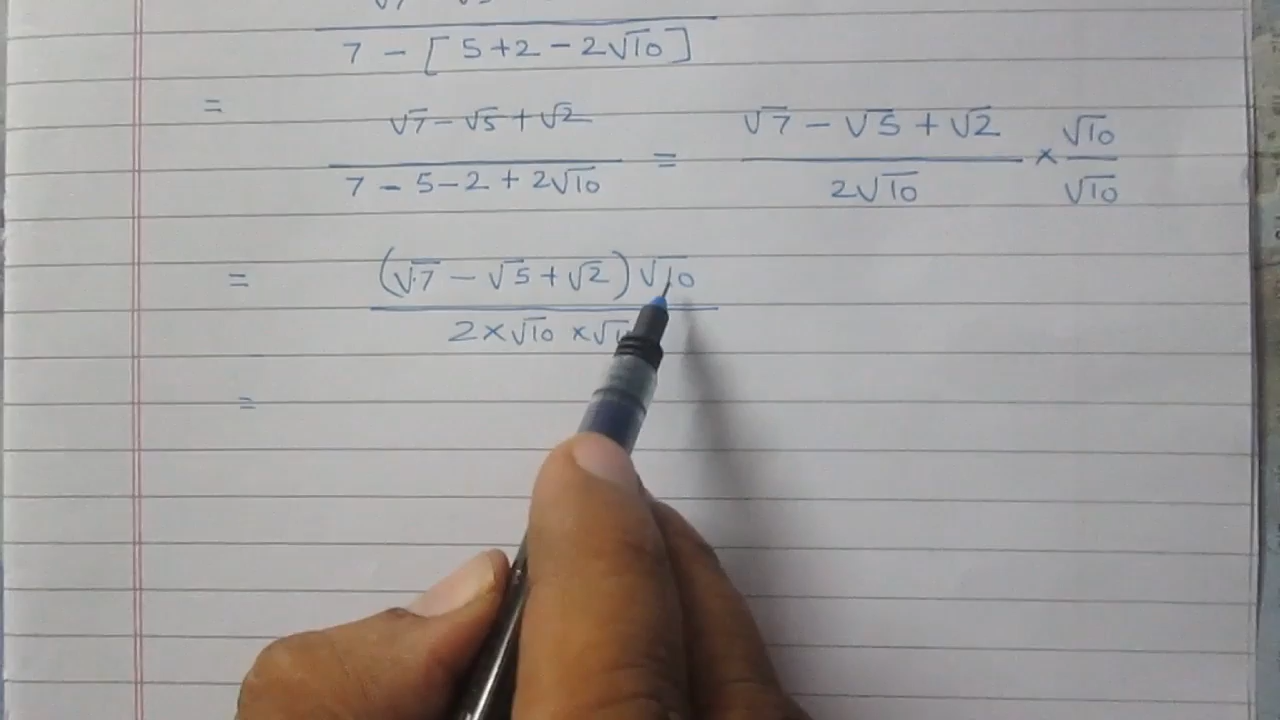 7 - [ 5+2 - 2√10 ]
= √7 - √5 + √2 / 7 - 5 - 2 + 2√10 = √7 - √5 + √2 / 2√10 × √10 / √10
= (√7 - √5 + √2) √10 / 2 × √10 ×
=